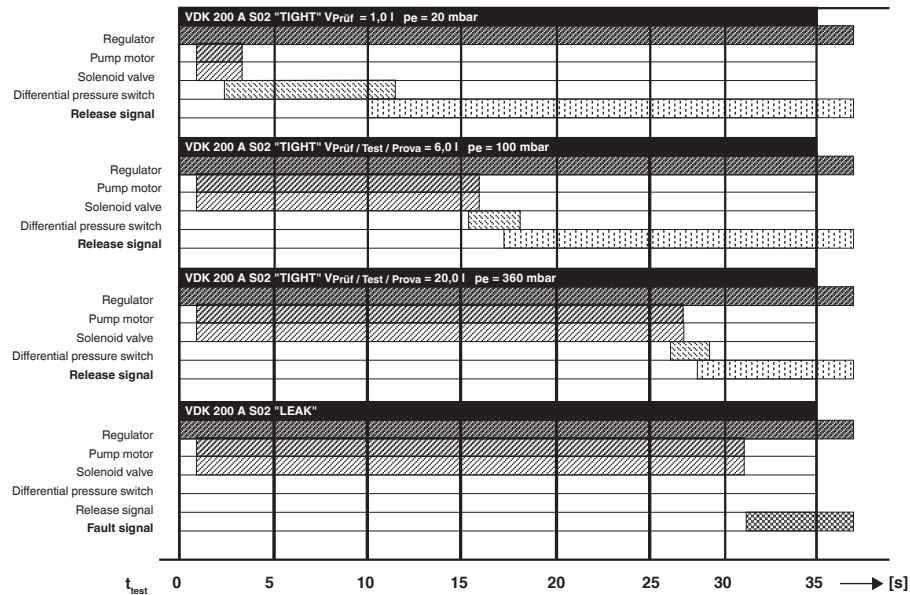 VDK 200 A S02 "TIGHT" VPrüf = 1,0 l pe = 20 mbar
Regulator
Pump motor
Solenoid valve
Differential pressure switch
Release signal
VDK 200 A S02 "TIGHT" VPrüf / Test / Prova = 6,0 l pe = 100 mbar
Regulator
Pump motor
Solenoid valve
Differential pressure switch
Release signal
VDK 200 A S02 "TIGHT" VPrüf / Test / Prova = 20,0 l pe = 360 mbar
Regulator
Pump motor
Solenoid valve
Differential pressure switch
Release signal
VDK 200 A S02 "LEAK"
Regulator
Pump motor
Solenoid valve
Differential pressure switch
Release signal
Fault signal
ttest 0 5 10 15 20 25 30 35 [s]